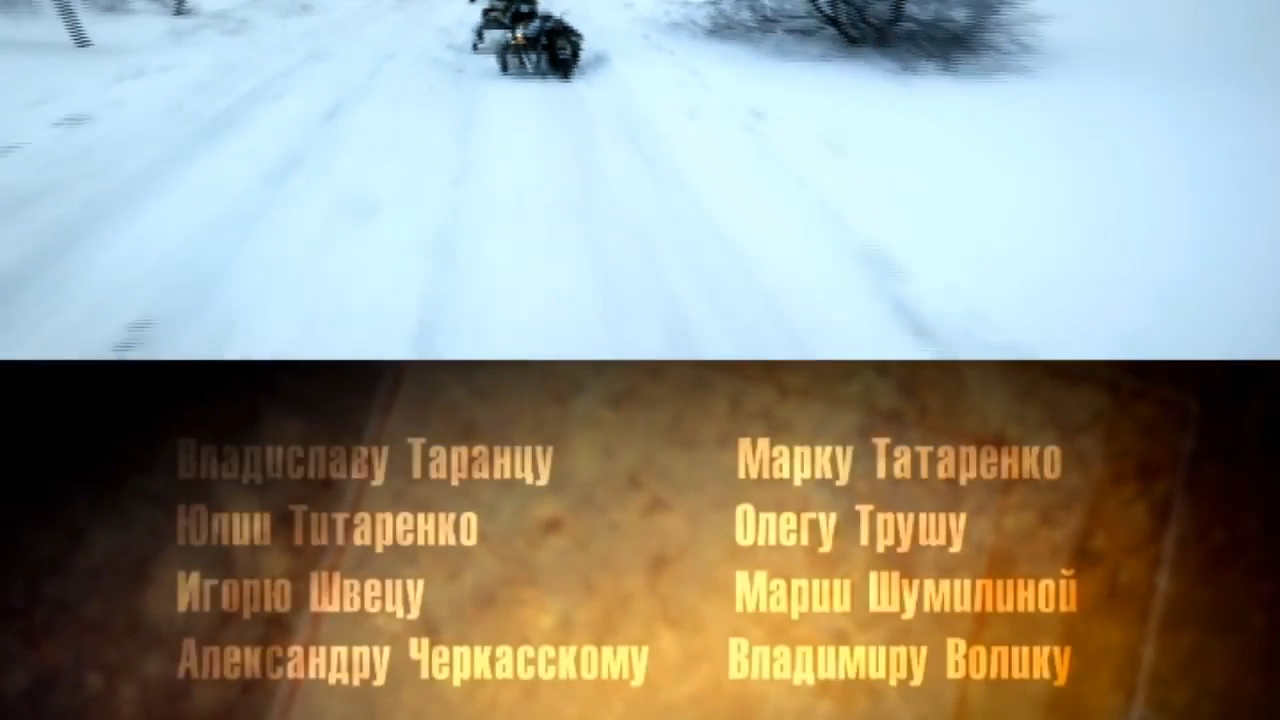 Владиславу Таранцу Марку Татаренко
Юлии Титаренко Олегу Трушу
Игорю Швецу Марии Шумилиной
Александру Черкасскому Владимиру Волику